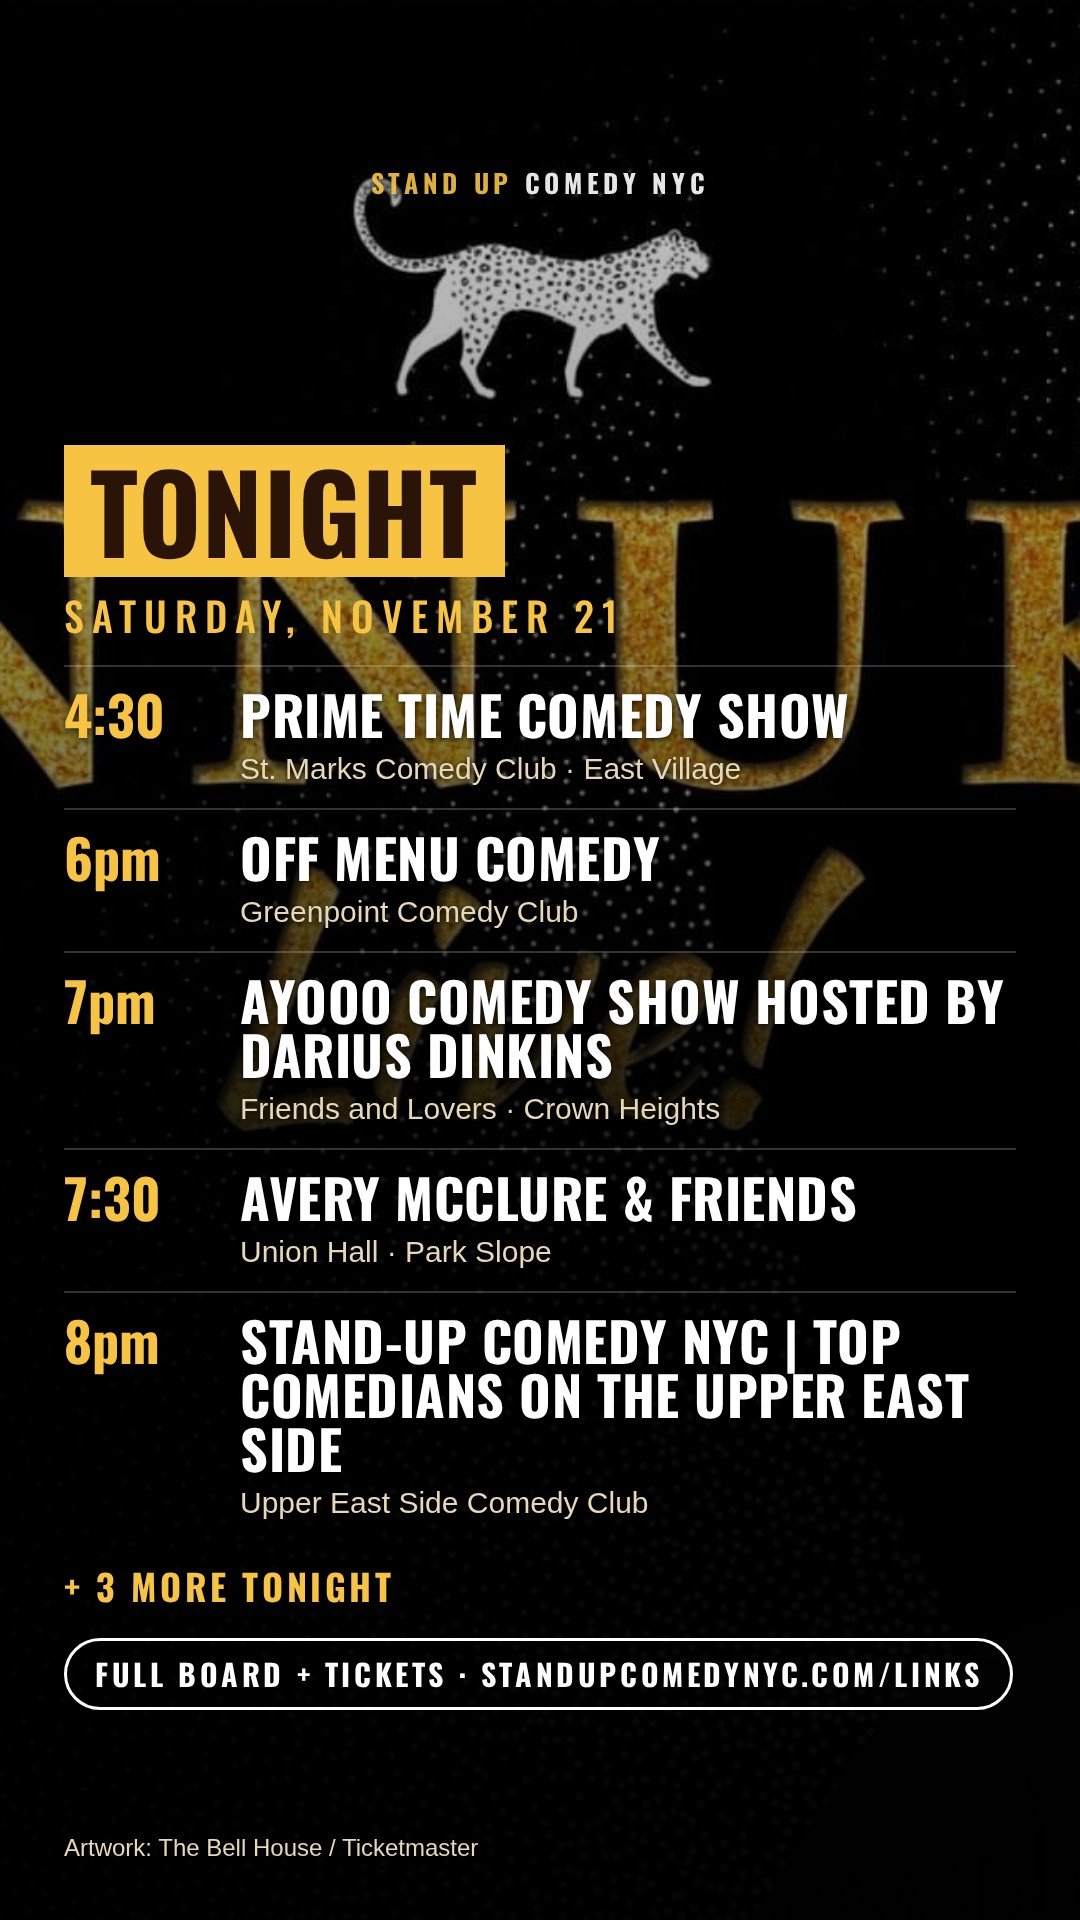 STAND UP COMEDY NYC
TONIGHT
NNUR
SATURDAY, NOVEMBER 21
4:30 PRIME TIME COMEDY SHOW
St. Marks Comedy Club · East Village
6pm OFF MENU COMEDY
Greenpoint Comedy Club
Live!
7pm AYOOO COMEDY SHOW HOSTED BY
DARIUS DINKINS
Friends and Lovers · Crown Heights
7:30 AVERY MCCLURE & FRIENDS
Union Hall · Park Slope
8pm STAND-UP COMEDY NYC | TOP
COMEDIANS ON THE UPPER EAST
SIDE
Upper East Side Comedy Club
+ 3 MORE TONIGHT
FULL BOARD + TICKETS · STANDUPCOMEDYNYC.COM/LINKS
Artwork: The Bell House / Ticketmaster